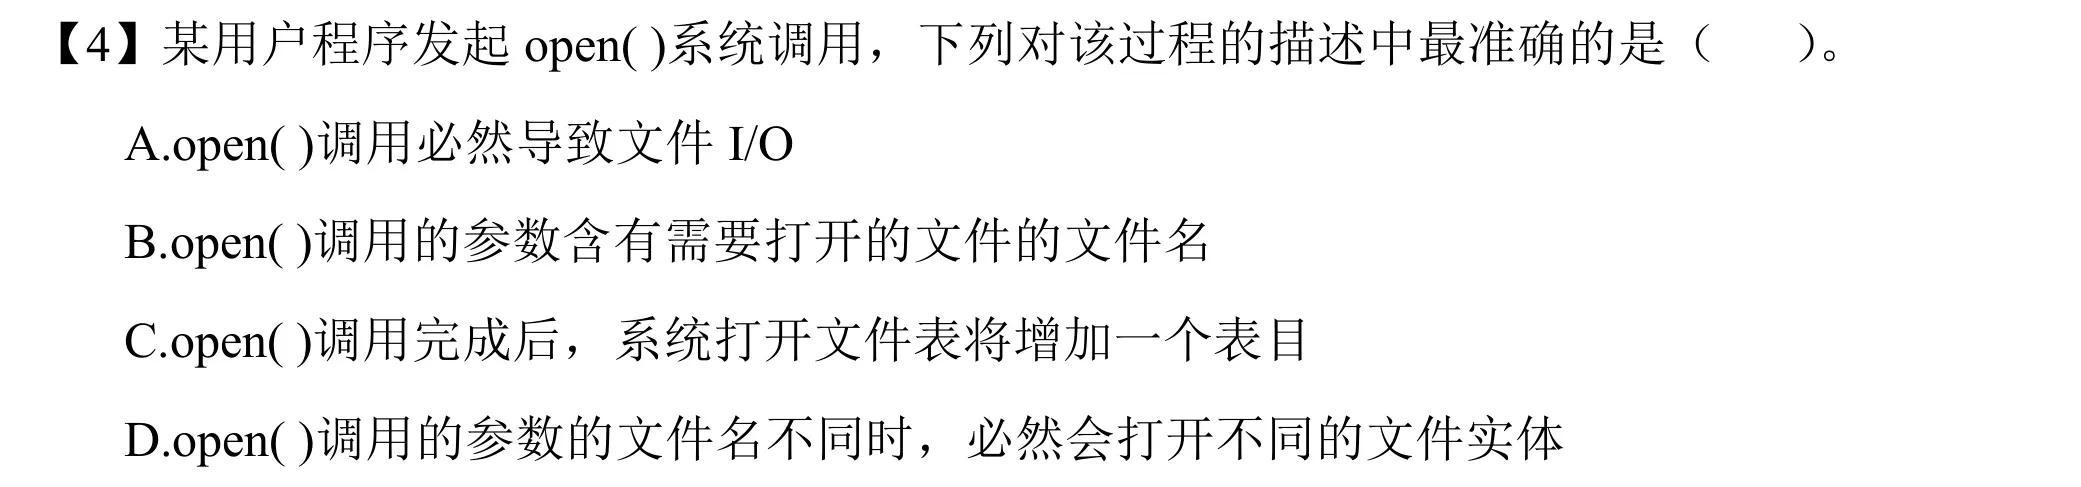 【4】某用户程序发起 open( )系统调用，下列对该过程的描述中最准确的是（　　）。
A.open( )调用必然导致文件 I/O
B.open( )调用的参数含有需要打开的文件的文件名
C.open( )调用完成后，系统打开文件表将增加一个表目
D.open( )调用的参数的文件名不同时，必然会打开不同的文件实体